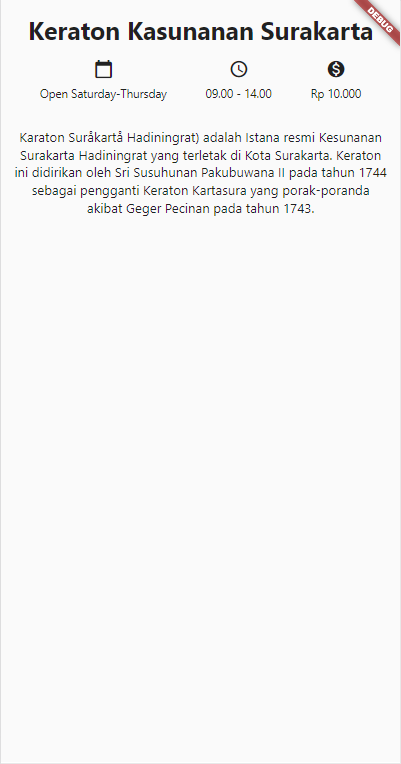 DEBUG
Keraton Kasunanan Surakarta
Open Saturday-Thursday
09.00 - 14.00
Rp 10.000
Karaton Suråkartå Hadiningrat) adalah Istana resmi Kesunanan
Surakarta Hadiningrat yang terletak di Kota Surakarta. Keraton
ini didirikan oleh Sri Susuhunan Pakubuwana II pada tahun 1744
sebagai pengganti Keraton Kartasura yang porak-poranda
akibat Geger Pecinan pada tahun 1743.